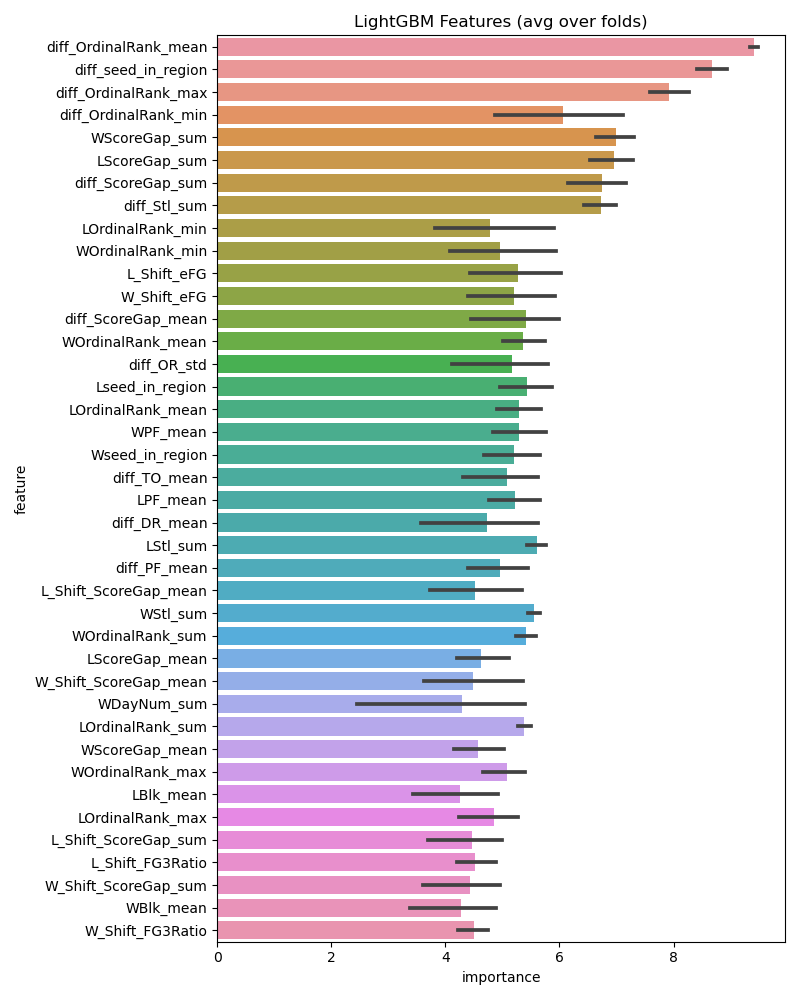 LightGBM Features (avg over folds)
diff_OrdinalRank_mean
diff_seed_in_region
diff_OrdinalRank_max
diff_OrdinalRank_min
WScoreGap_sum
LScoreGap_sum
diff_ScoreGap_sum
diff_Stl_sum
LOrdinalRank_min
WOrdinalRank_min
L_Shift_eFG
W_Shift_eFG
diff_ScoreGap_mean
WOrdinalRank_mean
diff_OR_std
Lseed_in_region
LOrdinalRank_mean
WPF_mean
Wseed_in_region
diff_TO_mean
LPF_mean
diff_DR_mean
LStl_sum
diff_PF_mean
L_Shift_ScoreGap_mean
WStl_sum
WOrdinalRank_sum
LScoreGap_mean
W_Shift_ScoreGap_mean
WDayNum_sum
LOrdinalRank_sum
WScoreGap_mean
WOrdinalRank_max
LBlk_mean
LOrdinalRank_max
L_Shift_ScoreGap_sum
L_Shift_FG3Ratio
W_Shift_ScoreGap_sum
WBlk_mean
W_Shift_FG3Ratio
feature
0 2 4 6 8
importance